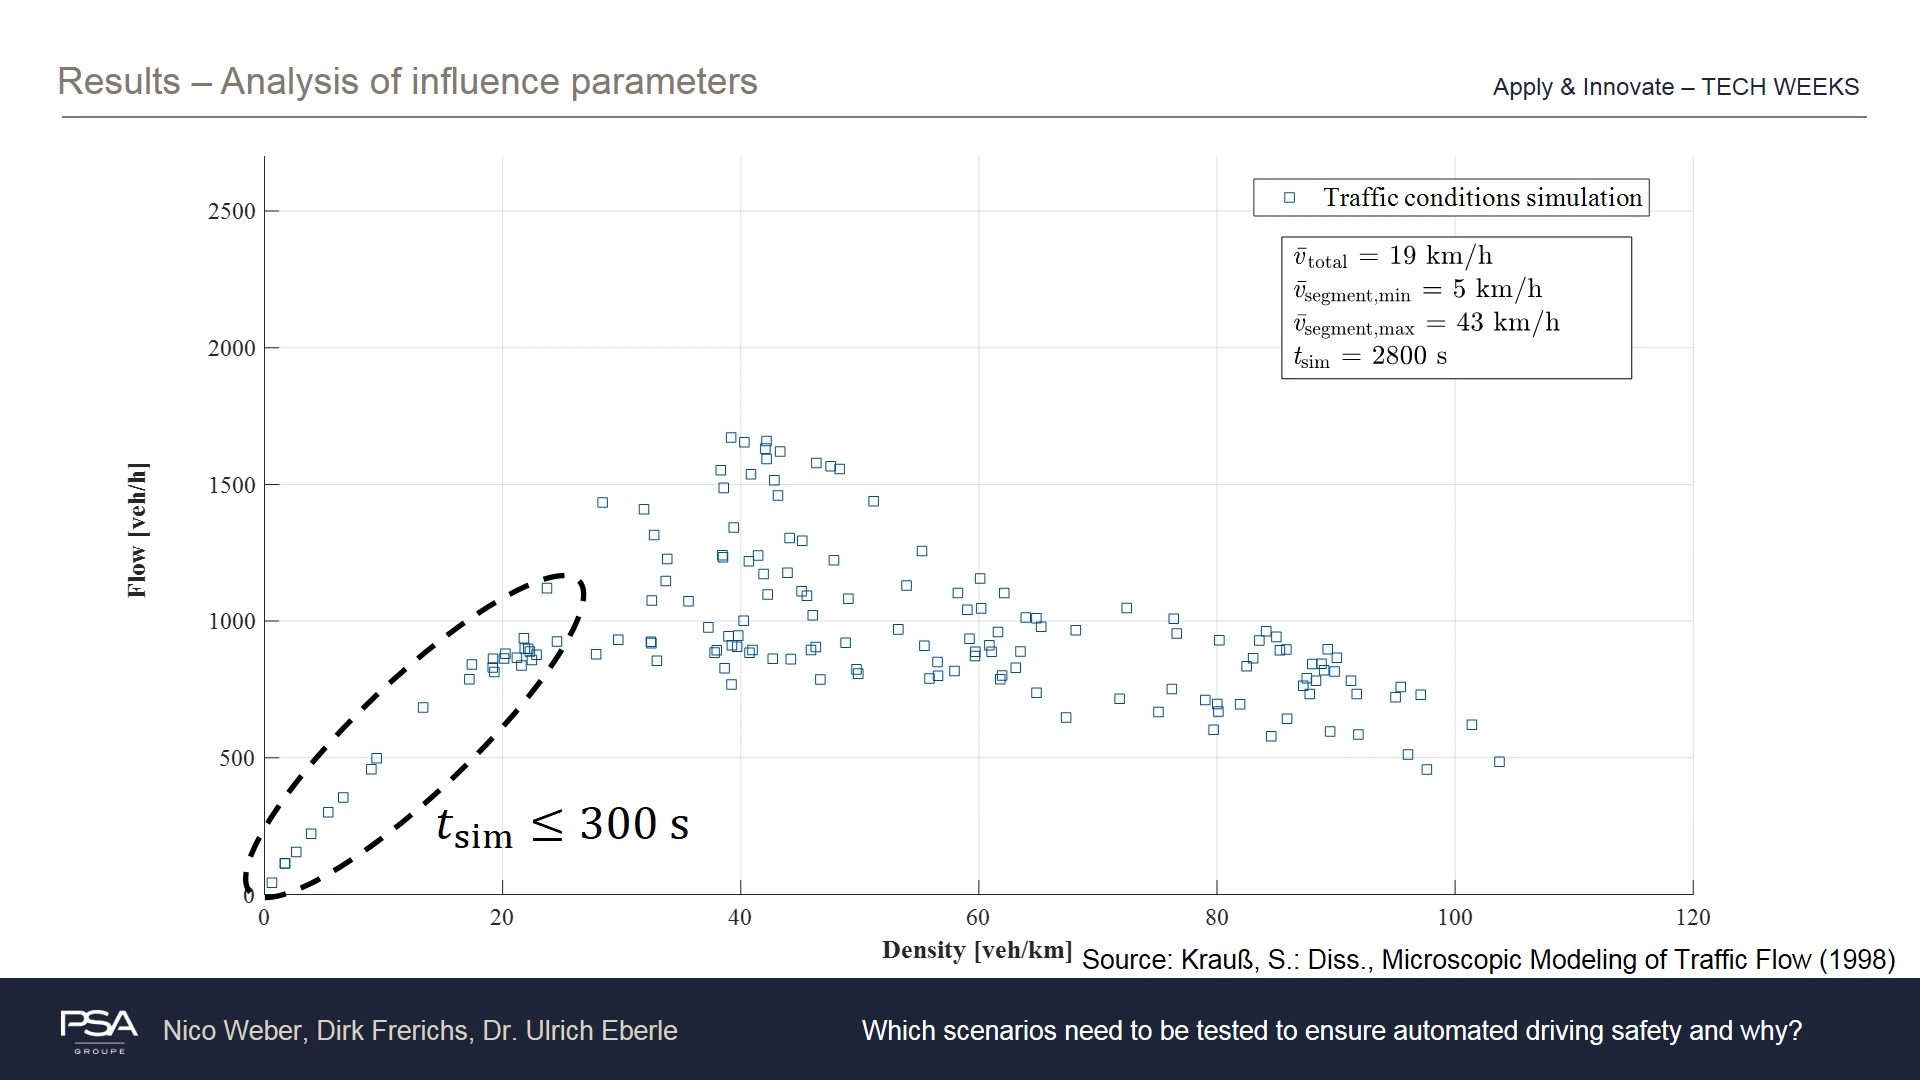 Results – Analysis of influence parameters
Apply & Innovate – TECH WEEKS
Traffic conditions simulation
v̄total = 19 km/h
v̄segment,min = 5 km/h
v̄segment,max = 43 km/h
tsim = 2800 s
2500
2000
1500
1000
500
0
Flow [veh/h]
tsim ≤ 300 s
0 20 40 60 80 100 120
Density [veh/km]
Source: Krauß, S.: Diss., Microscopic Modeling of Traffic Flow (1998)
PSA
GROUPE
Nico Weber, Dirk Frerichs, Dr. Ulrich Eberle
Which scenarios need to be tested to ensure automated driving safety and why?